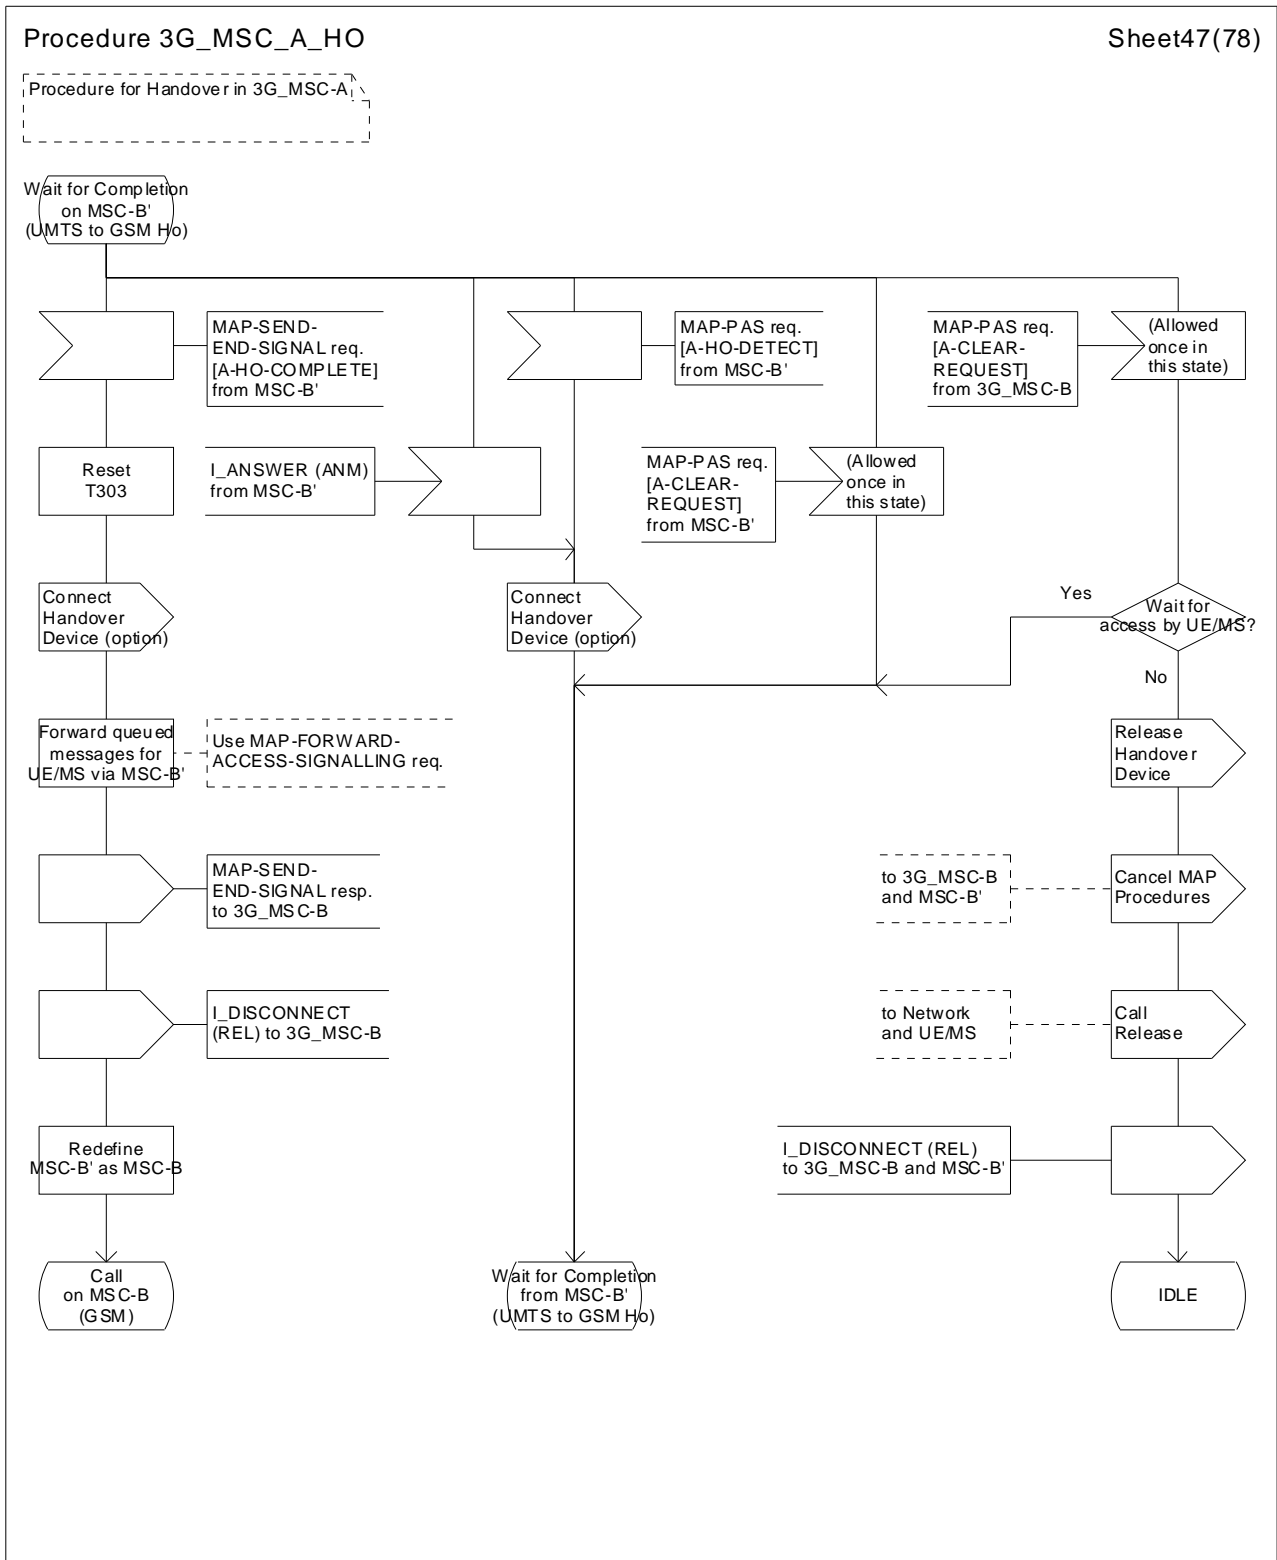 Procedure 3G_MSC_A_HO
Sheet47(78)
Procedure for Handover in 3G_MSC-A
Wait for Completion
on MSC-B'
(UMTS to GSM Ho)
MAP-SEND-
END-SIGNAL req.
[A-HO-COMPLETE]
from MSC-B'
MAP-PAS req.
[A-HO-DETECT]
from MSC-B'
MAP-PAS req.
[A-CLEAR-
REQUEST]
from 3G_MSC-B
(Allowed
once in
this state)
Reset
T303
I_ANSWER (ANM)
from MSC-B'
MAP-PAS req.
[A-CLEAR-
REQUEST]
from MSC-B'
(Allowed
once in
this state)
Connect
Handover
Device (option)
Connect
Handover
Device (option)
Yes
Wait for
access by UE/MS?
No
Forward queued
messages for
UE/MS via MSC-B'
Use MAP-FORWARD-
ACCESS-SIGNALLING req.
Release
Handover
Device
MAP-SEND-
END-SIGNAL resp.
to 3G_MSC-B
to 3G_MSC-B
and MSC-B'
Cancel MAP
Procedures
I_DISCONNECT
(REL) to 3G_MSC-B
to Network
and UE/MS
Call
Release
Redefine
MSC-B' as MSC-B
I_DISCONNECT (REL)
to 3G_MSC-B and MSC-B'
Call
on MSC-B
(GSM)
Wait for Completion
from MSC-B'
(UMTS to GSM Ho)
IDLE